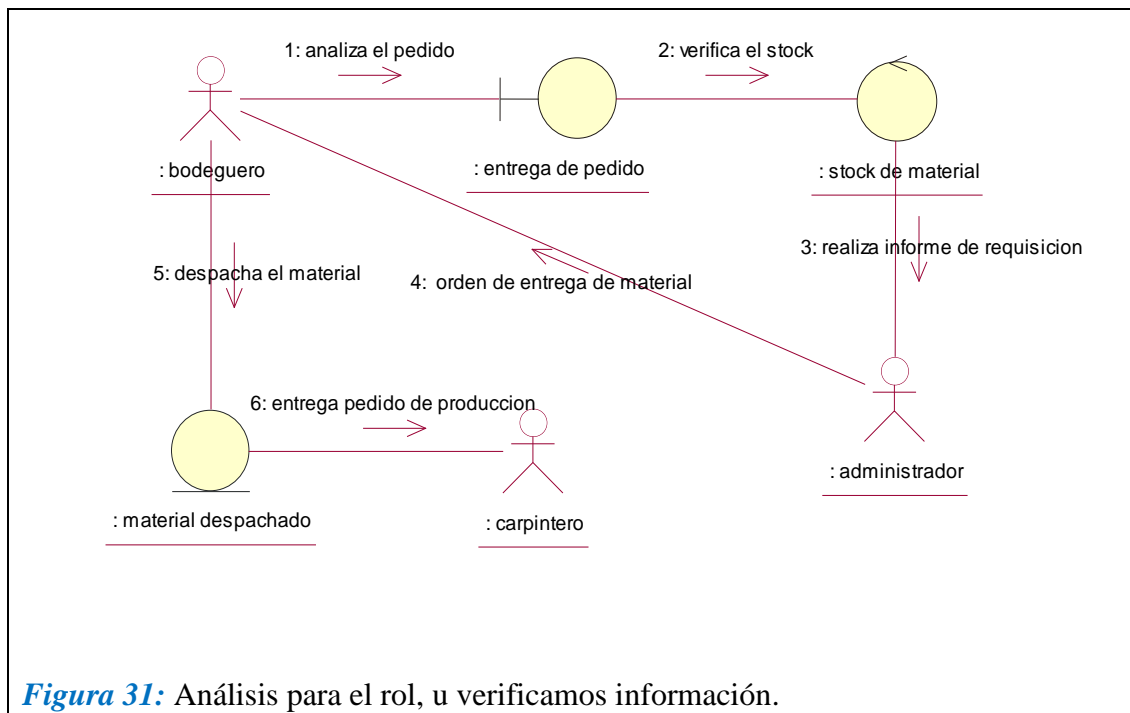 1: analiza el pedido
2: verifica el stock
: bodeguero
: entrega de pedido
: stock de material
3: realiza informe de requisicion
5: despacha el material
4: orden de entrega de material
6: entrega pedido de produccion
: administrador
: material despachado
: carpintero
Figura 31: Análisis para el rol, u verificamos información.